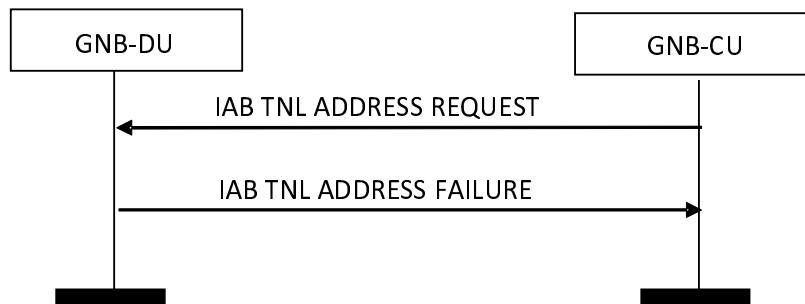 GNB-DU
GNB-CU
IAB TNL ADDRESS REQUEST
IAB TNL ADDRESS FAILURE